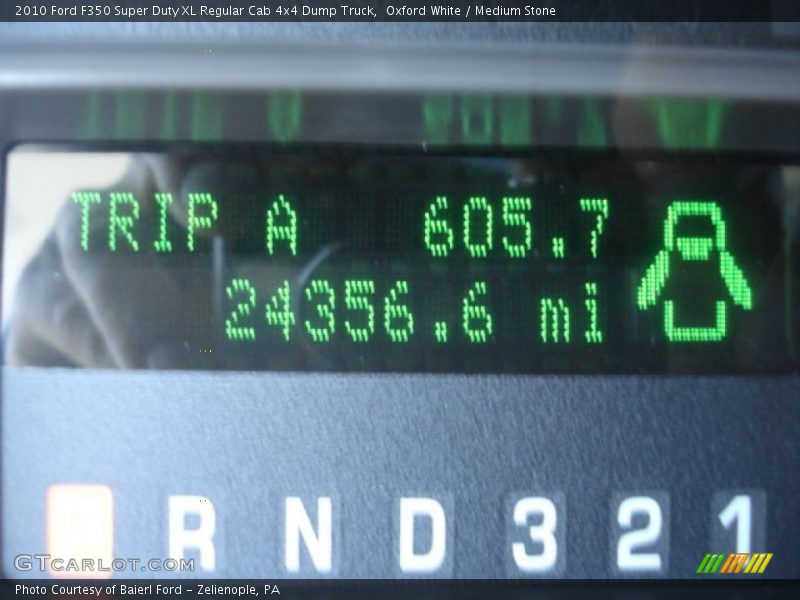 2010 Ford F350 Super Duty XL Regular Cab 4x4 Dump Truck, Oxford White / Medium Stone
TRIP A 605.7
24356.6 mi
P R N D 3 2 1
GTCARLOT.COM
Photo Courtesy of Baierl Ford - Zelienople, PA